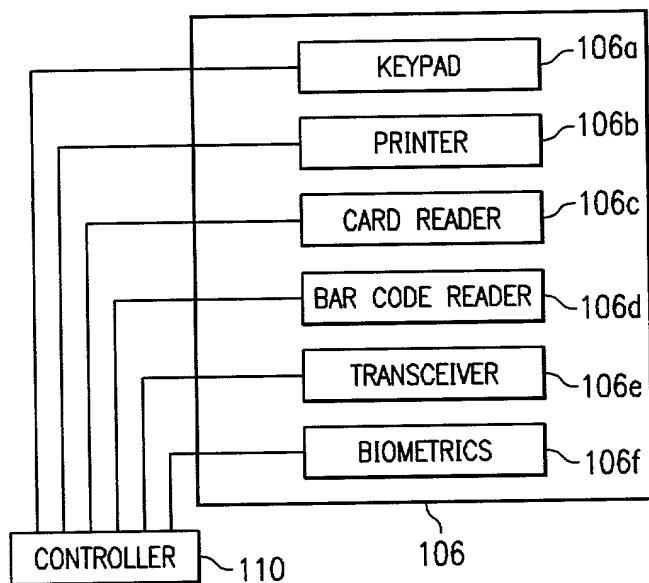 KEYPAD 106a
PRINTER 106b
CARD READER 106c
BAR CODE READER 106d
TRANSCEIVER 106e
BIOMETRICS 106f
106
CONTROLLER 110